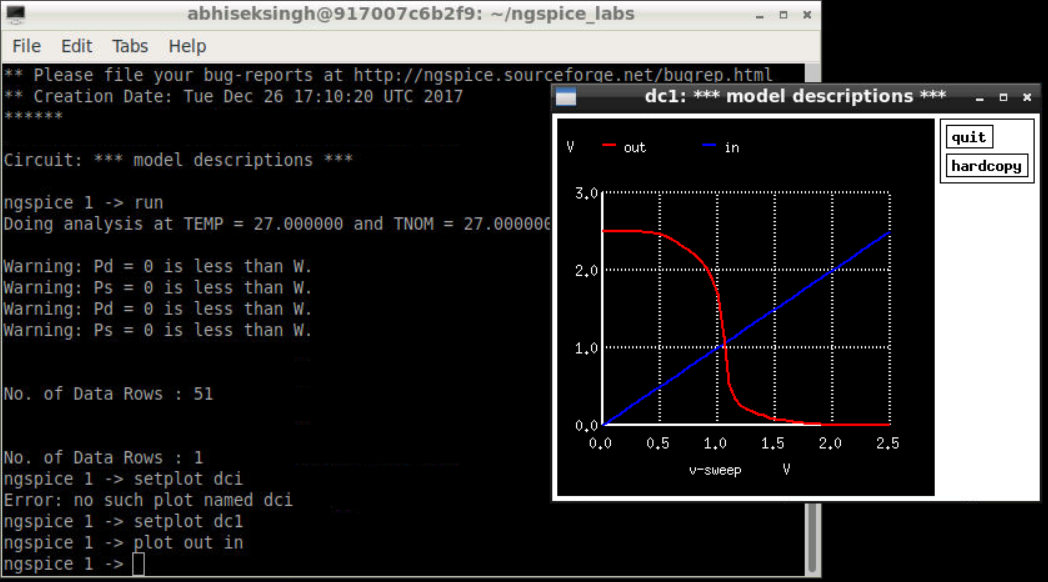 abhiseksingh@917007c6b2f9: ~/ngspice_labs
File Edit Tabs Help
** Please file your bug-reports at http://ngspice.sourceforge.net/bugrep.html
** Creation Date: Tue Dec 26 17:10:20 UTC 2017
******
Circuit: *** model descriptions ***
ngspice 1 -> run
Doing analysis at TEMP = 27.000000 and TNOM = 27.000000
Warning: Pd = 0 is less than W.
Warning: Ps = 0 is less than W.
Warning: Pd = 0 is less than W.
Warning: Ps = 0 is less than W.
No. of Data Rows : 51
No. of Data Rows : 1
ngspice 1 -> setplot dci
Error: no such plot named dci
ngspice 1 -> setplot dc1
ngspice 1 -> plot out in
ngspice 1 ->
dc1: *** model descriptions ***
quit
hardcopy
V out in
3.0
2.0
1.0
0.0
0.0 0.5 1.0 1.5 2.0 2.5
v-sweep V